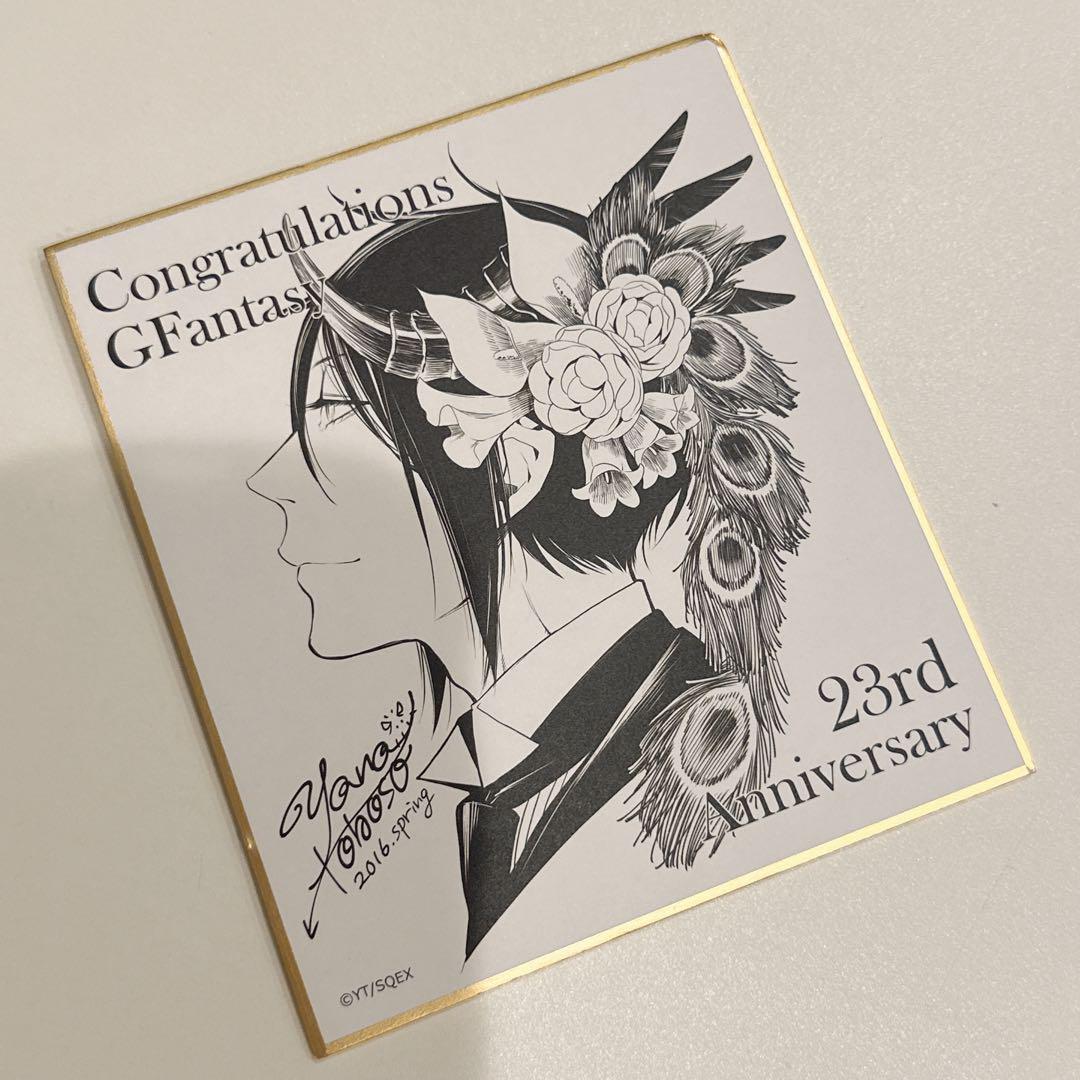 Congratulations
GFantasy
23rd
Anniversary
Yana
toboso
2016.spring
©YT/SQEX